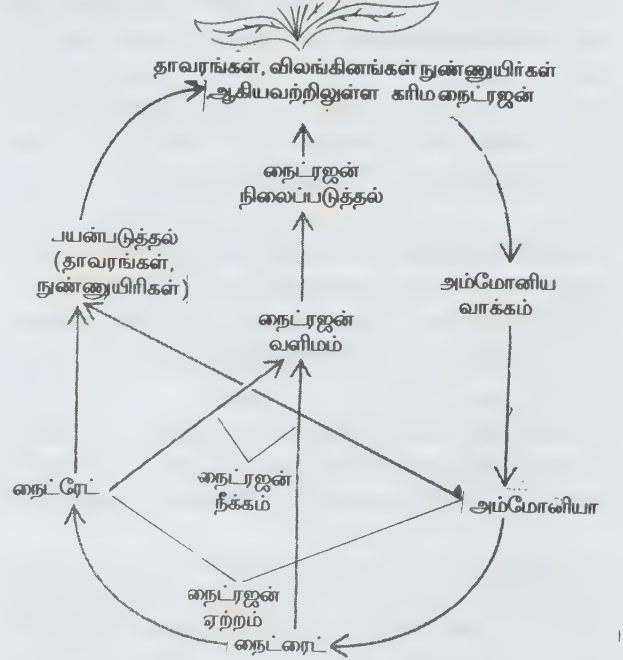 தாவரங்கள், விலங்கினங்கள் நுண்ணுயிர்கள்
ஆகியவற்றிலுள்ள கரிம நைட்ரஜன்
நைட்ரஜன்
நிலைப்படுத்தல்
பயன்படுத்தல்
(தாவரங்கள்,
நுண்ணுயிரிகள்)
அம்மோனிய
வாக்கம்
நைட்ரஜன்
வளிமம்
நைட்ரேட்
நைட்ரஜன்
நீக்கம்
அம்மோனியா
நைட்ரஜன்
ஏற்றம்
நைட்ரைட்